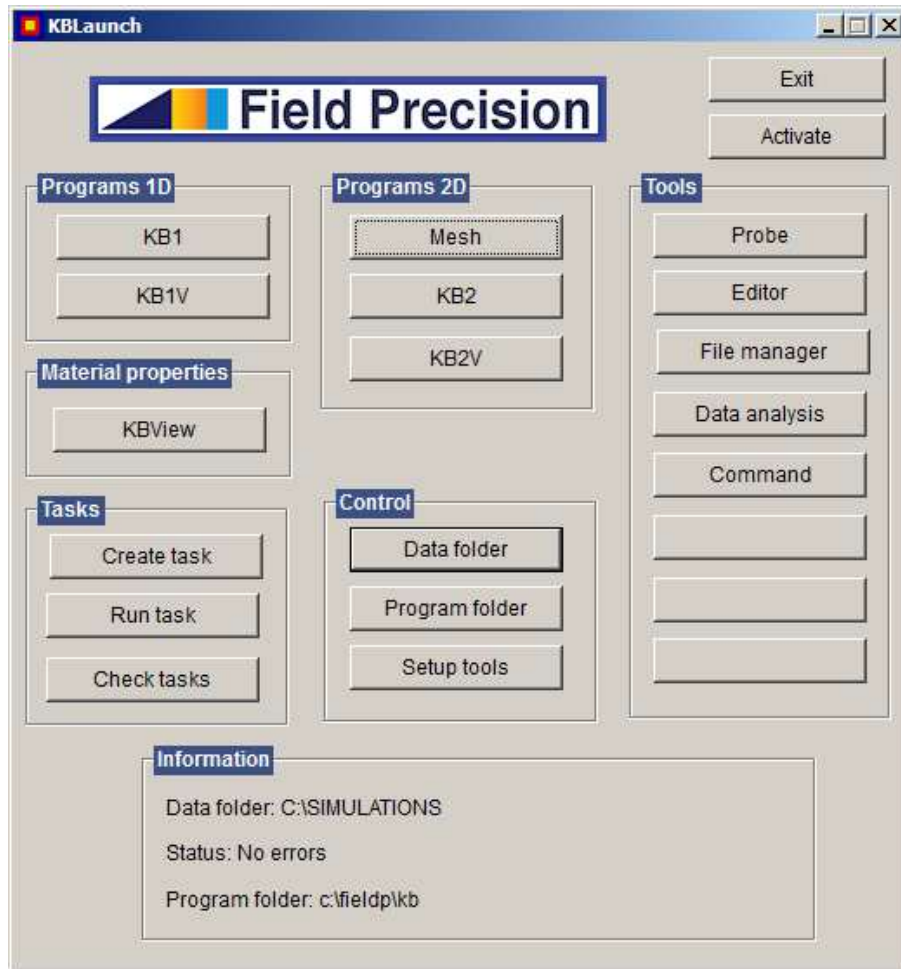 KBLaunch
Field Precision
Exit
Activate
Programs 1D
KB1
KB1V
Material properties
KBView
Tasks
Create task
Run task
Check tasks
Programs 2D
Mesh
KB2
KB2V
Control
Data folder
Program folder
Setup tools
Tools
Probe
Editor
File manager
Data analysis
Command
Information
Data folder: C:\SIMULATIONS
Status: No errors
Program folder: c:\fieldp\kb